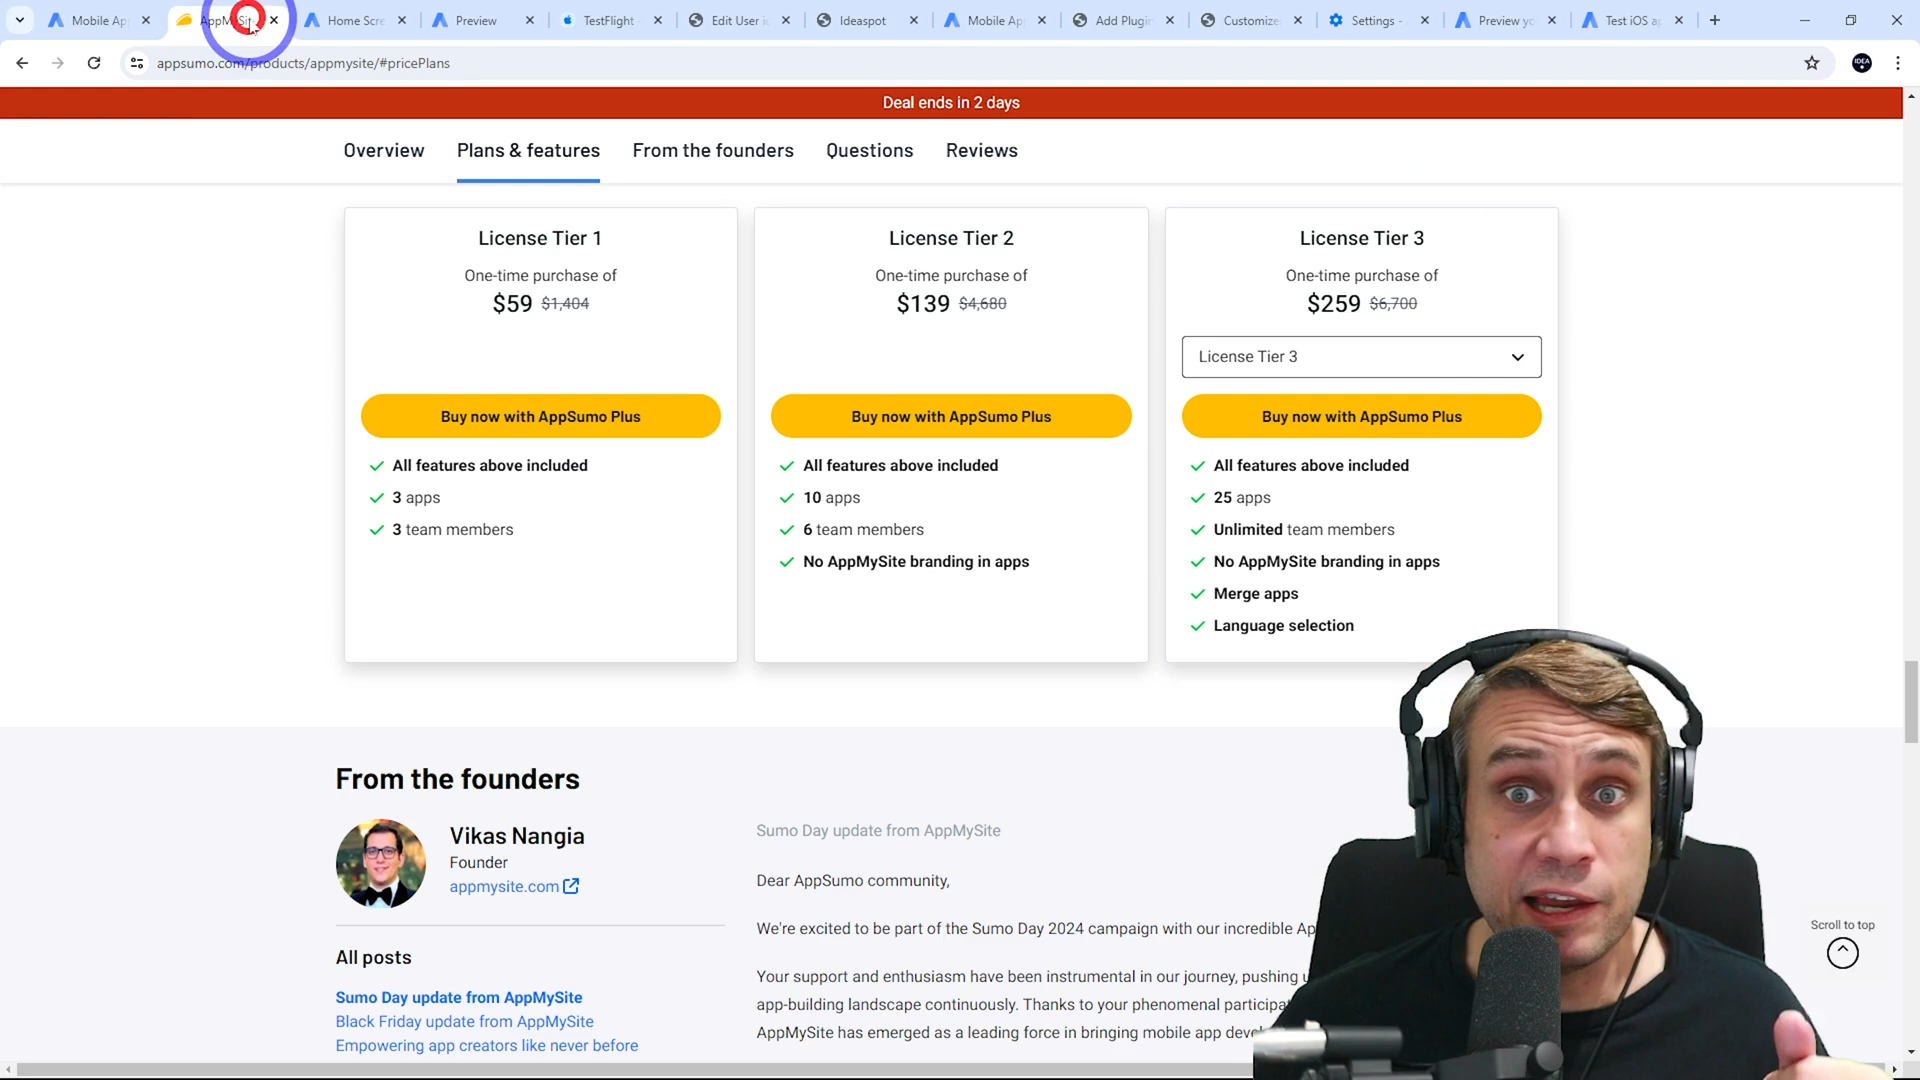 Mobile Ap
AppMySit
Home Scre
Preview
TestFlight -
Edit User i
Ideaspot
Mobile Ap
Add Plugin
Customize
Settings -
Preview yo
Test iOS a
appsumo.com/products/appmysite/#pricePlans
IDEA
Deal ends in 2 days
Overview
Plans & features
From the founders
Questions
Reviews
License Tier 1
One-time purchase of
$59 $1,404
Buy now with AppSumo Plus
All features above included
3 apps
3 team members
License Tier 2
One-time purchase of
$139 $4,680
Buy now with AppSumo Plus
All features above included
10 apps
6 team members
No AppMySite branding in apps
License Tier 3
One-time purchase of
$259 $6,700
License Tier 3
Buy now with AppSumo Plus
All features above included
25 apps
Unlimited team members
No AppMySite branding in apps
Merge apps
Language selection
From the founders
Vikas Nangia
Founder
appmysite.com
All posts
Sumo Day update from AppMySite
Black Friday update from AppMySite
Empowering app creators like never before
Sumo Day update from AppMySite
Dear AppSumo community,
We're excited to be part of the Sumo Day 2024 campaign with our incredible Ap
Your support and enthusiasm have been instrumental in our journey, pushing
app-building landscape continuously. Thanks to your phenomenal participa
AppMySite has emerged as a leading force in bringing mobile app deve
Scroll to top